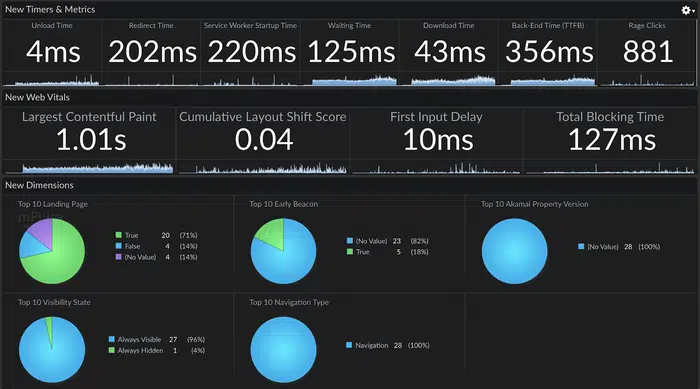 New Timers & Metrics
Unload Time
4ms
Redirect Time
202ms
Service Worker Startup Time
220ms
Waiting Time
125ms
Download Time
43ms
Back-End Time (TTFB)
356ms
Rage Clicks
881
New Web Vitals
Largest Contentful Paint
1.01s
Cumulative Layout Shift Score
0.04
First Input Delay
10ms
Total Blocking Time
127ms
New Dimensions
Top 10 Landing Page
True 20 (71%)
False 4 (14%)
(No Value) 4 (14%)
Top 10 Early Beacon
(No Value) 23 (82%)
True 5 (18%)
Top 10 Akamai Property Version
(No Value) 28 (100%)
Top 10 Visibility State
Always Visible 27 (96%)
Always Hidden 1 (4%)
Top 10 Navigation Type
Navigation 28 (100%)